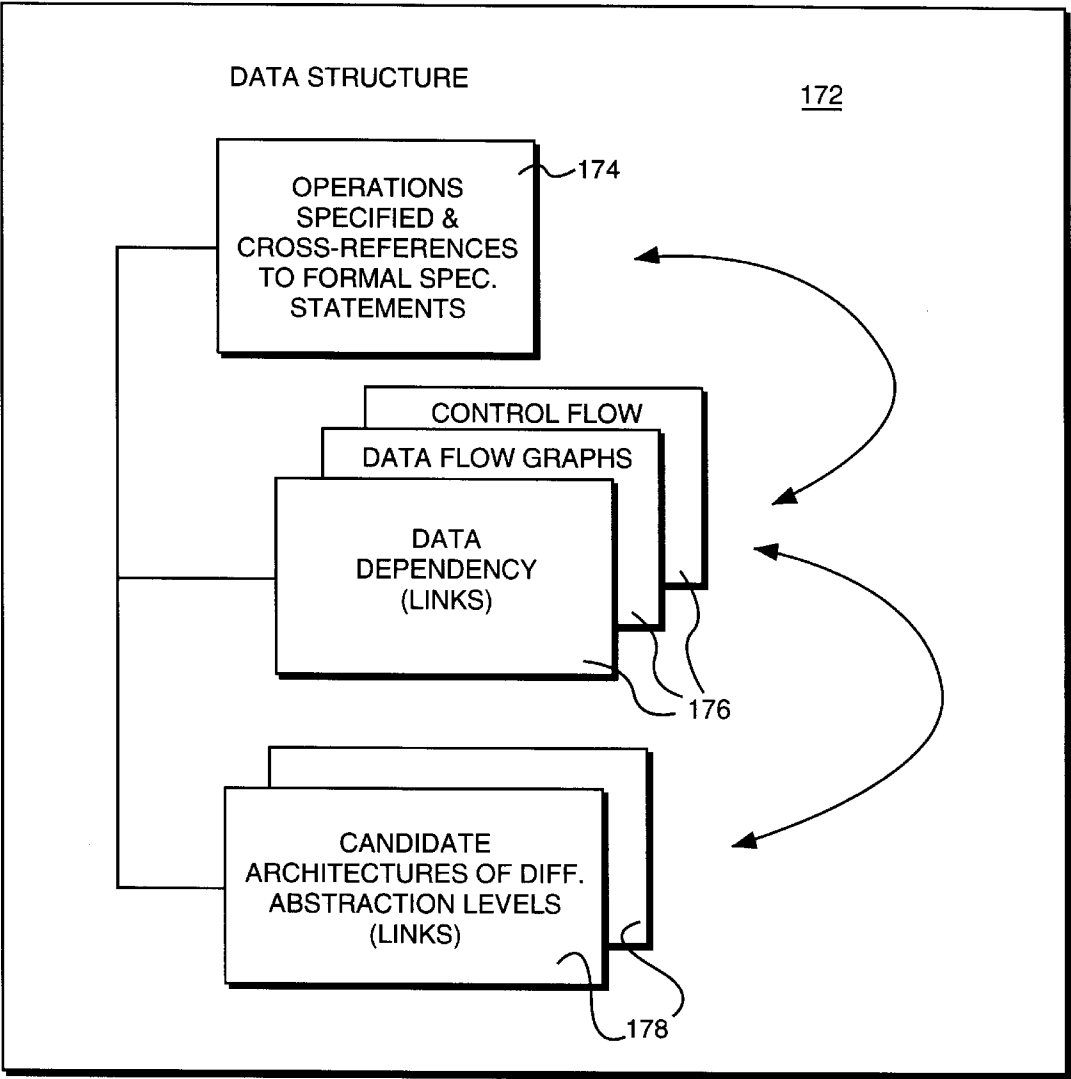 DATA STRUCTURE
172
174
OPERATIONS
SPECIFIED &
CROSS-REFERENCES
TO FORMAL SPEC.
STATEMENTS
CONTROL FLOW
DATA FLOW GRAPHS
DATA
DEPENDENCY
(LINKS)
176
CANDIDATE
ARCHITECTURES OF DIFF.
ABSTRACTION LEVELS
(LINKS)
178